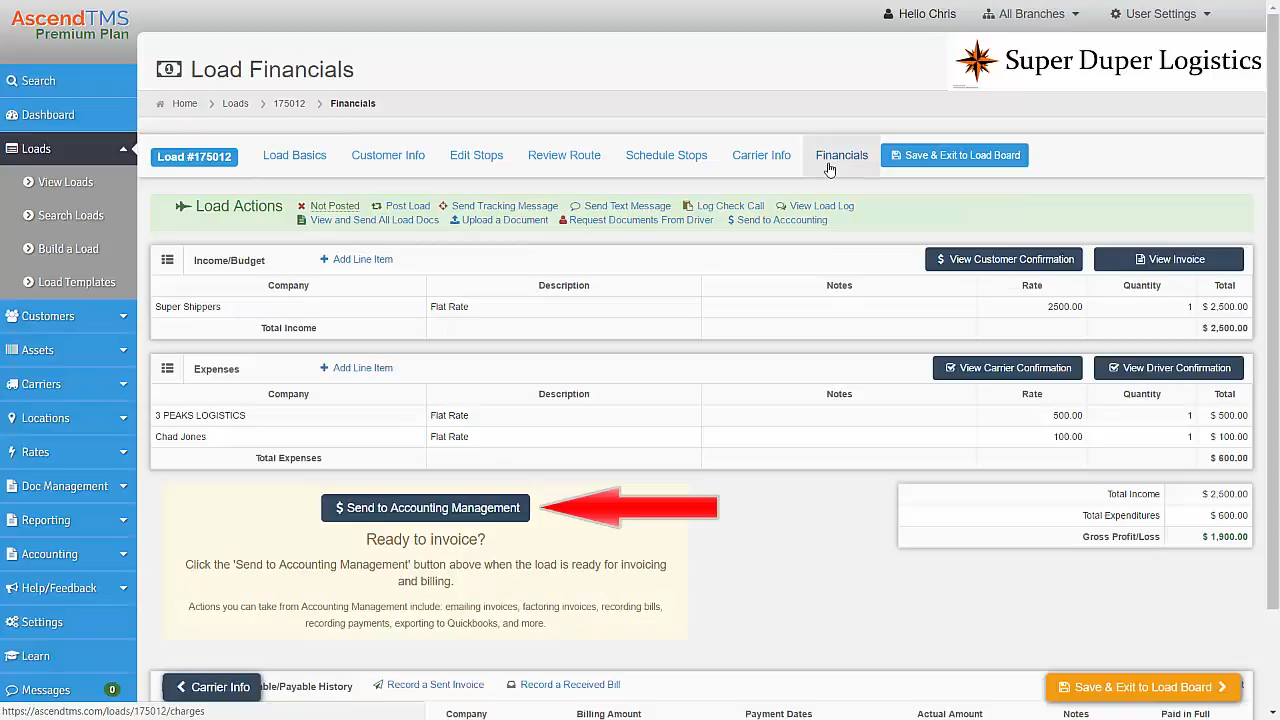 AscendTMS
Premium Plan
Hello Chris
All Branches
User Settings
Search
Dashboard
Loads
View Loads
Search Loads
Build a Load
Load Templates
Customers
Assets
Carriers
Locations
Rates
Doc Management
Reporting
Accounting
Help/Feedback
Settings
Learn
Messages 0
Load Financials
Super Duper Logistics
Home Loads 175012 Financials
Load #175012 Load Basics Customer Info Edit Stops Review Route Schedule Stops Carrier Info Financials Save & Exit to Load Board
Load Actions Not Posted Post Load Send Tracking Message Send Text Message Log Check Call View Load Log
View and Send All Load Docs Upload a Document Request Documents From Driver $ Send to Acccounting
Income/Budget + Add Line Item $ View Customer Confirmation View Invoice
Company Description Notes Rate Quantity Total
Super Shippers Flat Rate 2500.00 1 $ 2,500.00
Total Income $ 2,500.00
Expenses + Add Line Item View Carrier Confirmation View Driver Confirmation
Company Description Notes Rate Quantity Total
3 PEAKS LOGISTICS Flat Rate 500.00 1 $ 500.00
Chad Jones Flat Rate 100.00 1 $ 100.00
Total Expenses $ 600.00
$ Send to Accounting Management
Ready to invoice?
Click the 'Send to Accounting Management' button above when the load is ready for invoicing
and billing.
Actions you can take from Accounting Management include: emailing invoices, factoring invoices, recording bills,
recording payments, exporting to Quickbooks, and more.
Total Income $ 2,500.00
Total Expenditures $ 600.00
Gross Profit/Loss $ 1,900.00
Carrier Info able/Payable History Record a Sent Invoice Record a Received Bill Save & Exit to Load Board
Company Billing Amount Payment Dates Actual Amount Notes Paid in Full
https://ascendtms.com/loads/175012/charges